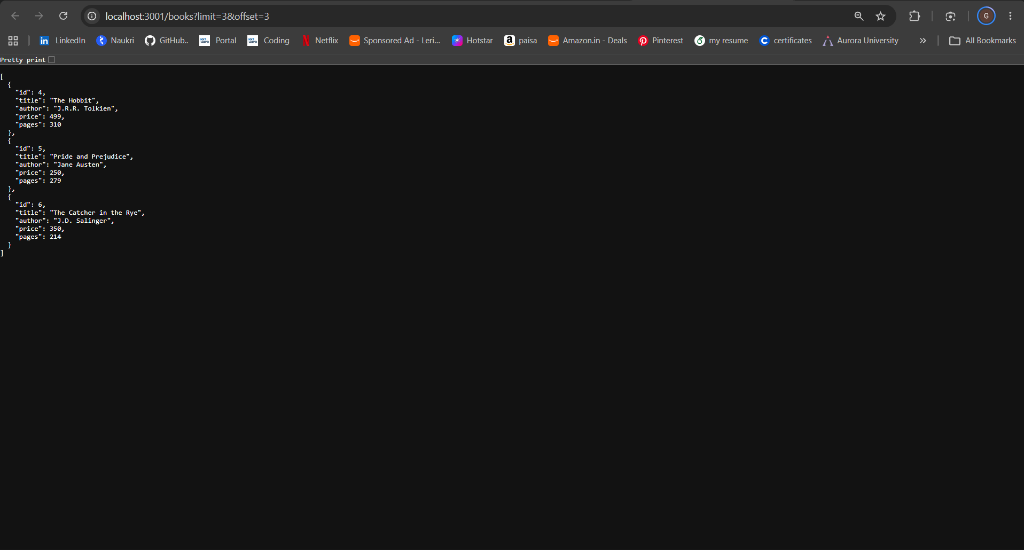 localhost:3001/books?limit=3&offset=3
G
LinkedIn Naukri GitHub.. Portal Coding Netflix Sponsored Ad - Leri... Hotstar paisa Amazon.in - Deals Pinterest my resume certificates Aurora University » All Bookmarks
Pretty print
[
{
"id": 4,
"title": "The Hobbit",
"author": "J.R.R. Tolkien",
"price": 499,
"pages": 310
},
{
"id": 5,
"title": "Pride and Prejudice",
"author": "Jane Austen",
"price": 250,
"pages": 279
},
{
"id": 6,
"title": "The Catcher in the Rye",
"author": "J.D. Salinger",
"price": 350,
"pages": 214
}
]